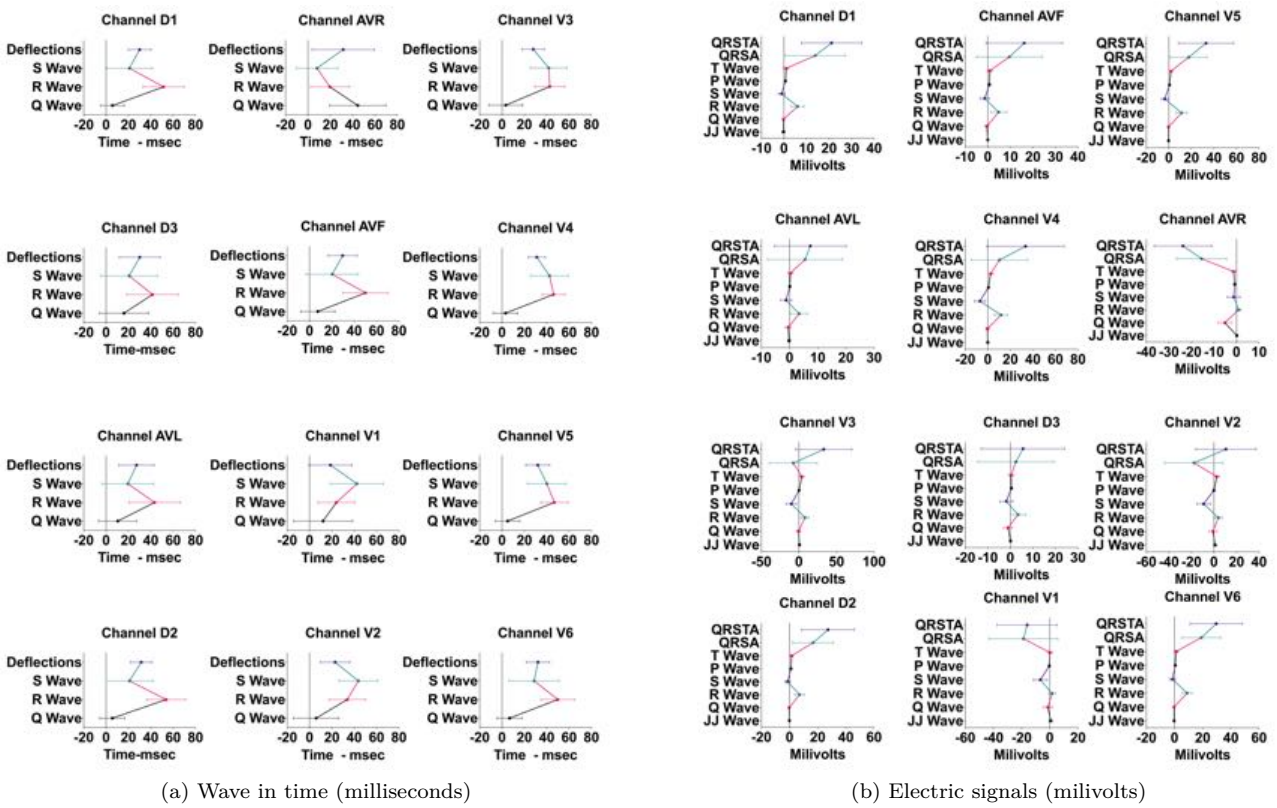 Channel D1
Deflections
S Wave
R Wave
Q Wave
-20 0 20 40 60 80
Time - msec
Channel AVR
Deflections
S Wave
R Wave
Q Wave
-40 -20 0 20 40 60 80
Time - msec
Channel V3
Deflections
S Wave
R Wave
Q Wave
-20 0 20 40 60 80
Time - msec
Channel D3
Deflections
S Wave
R Wave
Q Wave
-20 0 20 40 60 80
Time-msec
Channel AVF
Deflections
S Wave
R Wave
Q Wave
-20 0 20 40 60 80
Time - msec
Channel V4
Deflections
S Wave
R Wave
Q Wave
-20 0 20 40 60 80
Time - msec
Channel AVL
Deflections
S Wave
R Wave
Q Wave
-20 0 20 40 60 80
Time - msec
Channel V1
Deflections
S Wave
R Wave
Q Wave
-20 0 20 40 60 80
Time - msec
Channel V5
Deflections
S Wave
R Wave
Q Wave
-20 0 20 40 60 80
Time - msec
Channel D2
Deflections
S Wave
R Wave
Q Wave
-20 0 20 40 60 80
Time-msec
Channel V2
Deflections
S Wave
R Wave
Q Wave
-20 0 20 40 60 80
Time - msec
Channel V6
Deflections
S Wave
R Wave
Q Wave
-20 0 20 40 60 80
Time - msec
(a) Wave in time (milliseconds)
Channel D1
QRSTA
QRSA
T Wave
P Wave
S Wave
R Wave
Q Wave
JJ Wave
-10 0 10 20 30 40
Milivolts
Channel AVF
QRSTA
QRSA
T Wave
P Wave
S Wave
R Wave
Q Wave
JJ Wave
-10 0 10 20 30 40
Milivolts
Channel V5
QRSTA
QRSA
T Wave
P Wave
S Wave
R Wave
Q Wave
JJ Wave
-20 0 20 40 60 80
Milivolts
Channel AVL
QRSTA
QRSA
T Wave
P Wave
S Wave
R Wave
Q Wave
JJ Wave
-10 0 10 20 30
Milivolts
Channel V4
QRSTA
QRSA
T Wave
P Wave
S Wave
R Wave
Q Wave
JJ Wave
-20 0 20 40 60 80
Milivolts
Channel AVR
QRSTA
QRSA
T Wave
P Wave
S Wave
R Wave
Q Wave
JJ Wave
-40 -30 -20 -10 0 10
Milivolts
Channel V3
QRSTA
QRSA
T Wave
P Wave
S Wave
R Wave
Q Wave
JJ Wave
-50 0 50 100
Milivolts
Channel D3
QRSTA
QRSA
T Wave
P Wave
S Wave
R Wave
Q Wave
JJ Wave
-20 -10 0 10 20 30
Milivolts
Channel V2
QRSTA
QRSA
T Wave
P Wave
S Wave
R Wave
Q Wave
JJ Wave
-60 -40 -20 0 20 40
Milivolts
Channel D2
QRSTA
QRSA
T Wave
P Wave
S Wave
R Wave
Q Wave
JJ Wave
-20 0 20 40 60
Milivolts
Channel V1
QRSTA
QRSA
T Wave
P Wave
S Wave
R Wave
Q Wave
JJ Wave
-60 -40 -20 0 20
Milivolts
Channel V6
QRSTA
QRSA
T Wave
P Wave
S Wave
R Wave
Q Wave
JJ Wave
-20 0 20 40 60
Milivolts
(b) Electric signals (milivolts)